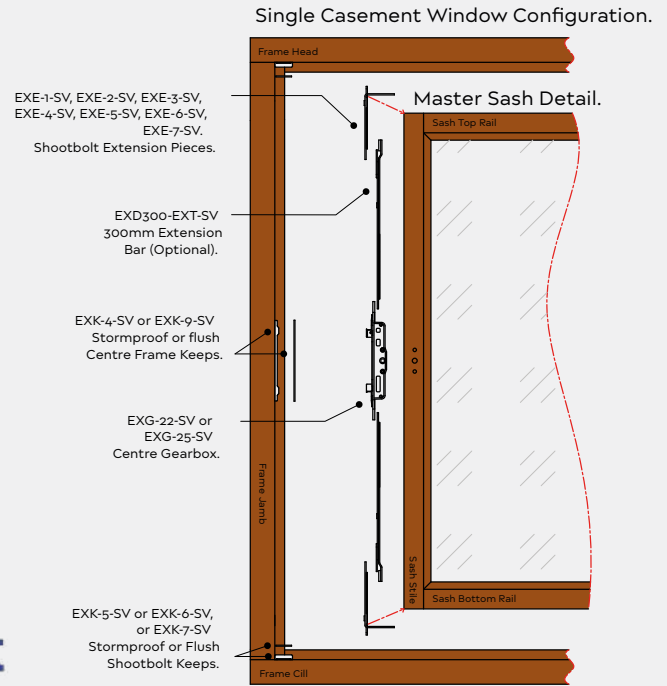 Single Casement Window Configuration.
Frame Head
EXE-1-SV, EXE-2-SV, EXE-3-SV,
EXE-4-SV, EXE-5-SV, EXE-6-SV,
EXE-7-SV.
Shootbolt Extension Pieces.
Master Sash Detail.
Sash Top Rail
EXD300-EXT-SV
300mm Extension
Bar (Optional).
EXK-4-SV or EXK-9-SV
Stormproof or flush
Centre Frame Keeps.
EXG-22-SV or
EXG-25-SV
Centre Gearbox.
Frame Jamb
Sash Stile
EXK-5-SV or EXK-6-SV,
or EXK-7-SV
Stormproof or Flush
Shootbolt Keeps.
Sash Bottom Rail
Frame Cill